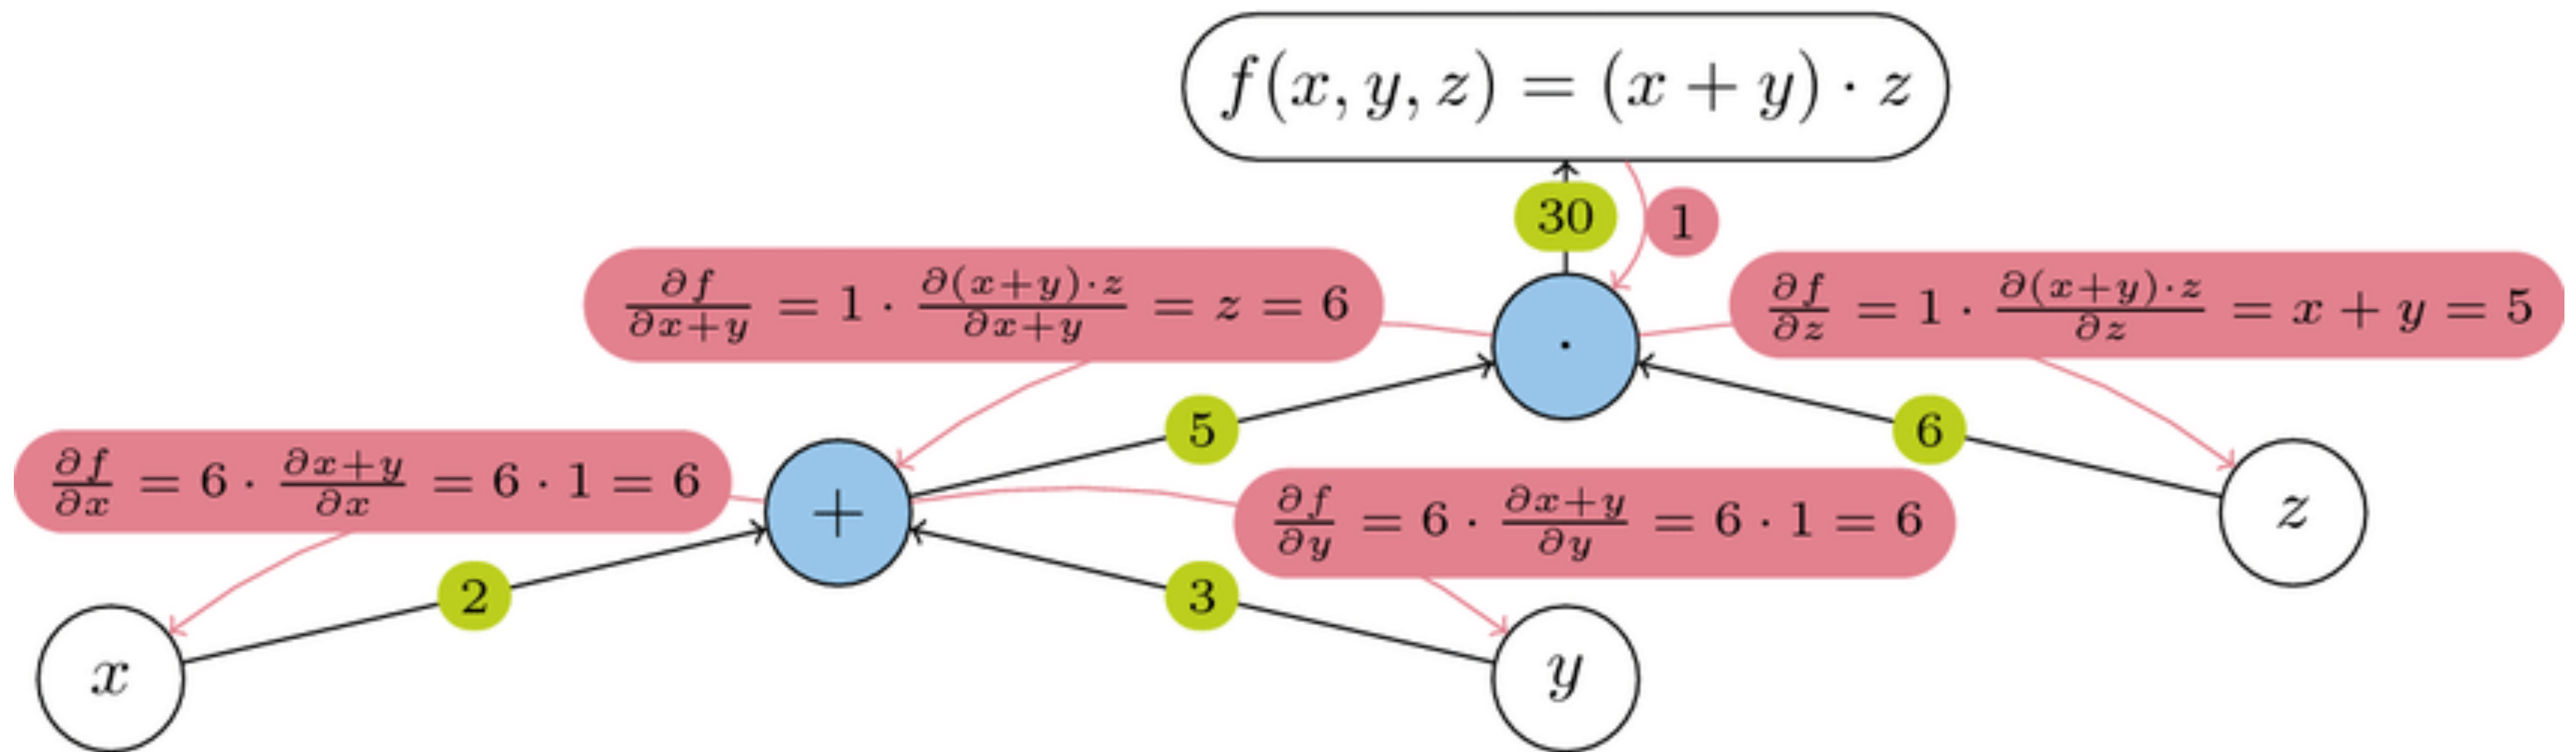 f(x, y, z) = (x + y) · z
30
1
∂f/∂x+y = 1 · ∂(x+y)·z/∂x+y = z = 6
∂f/∂z = 1 · ∂(x+y)·z/∂z = x + y = 5
·
5
6
∂f/∂x = 6 · ∂x+y/∂x = 6 · 1 = 6
+
∂f/∂y = 6 · ∂x+y/∂y = 6 · 1 = 6
z
2
3
x
y